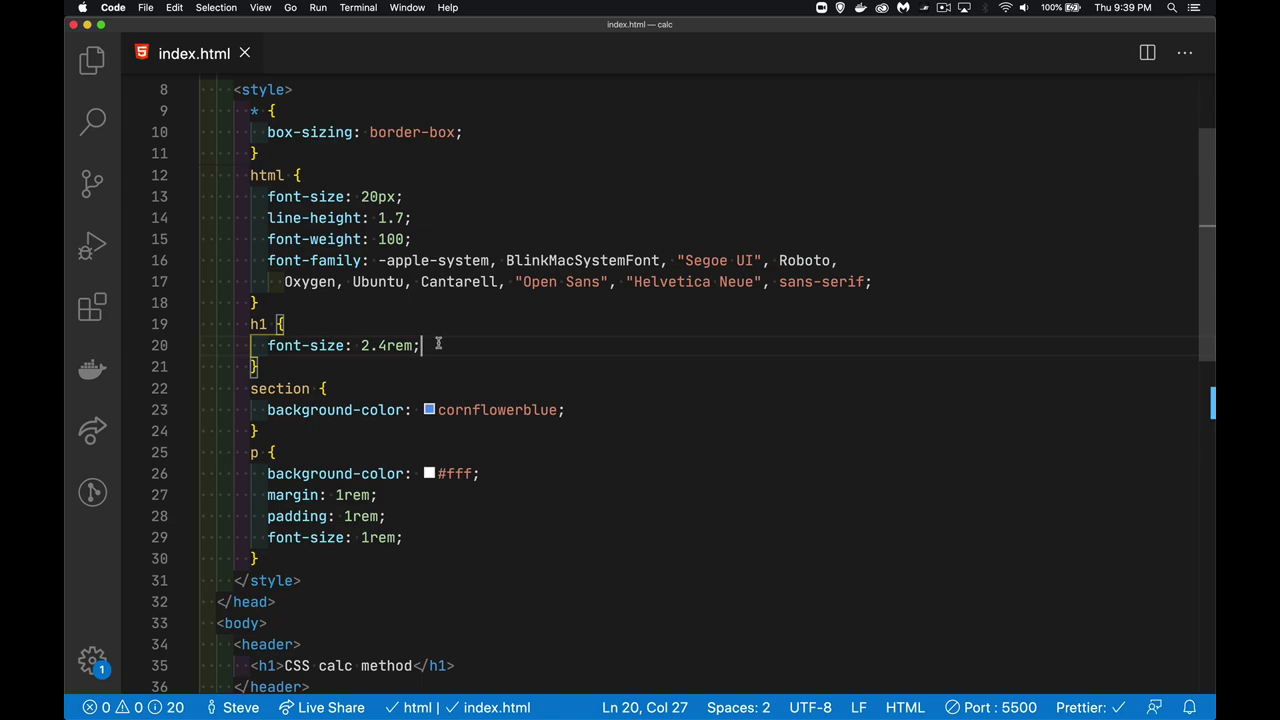 Code File Edit Selection View Go Run Terminal Window Help 100% Thu 9:39 PM
index.html — calc
index.html
8 <style>
9 * {
10 box-sizing: border-box;
11 }
12 html {
13 font-size: 20px;
14 line-height: 1.7;
15 font-weight: 100;
16 font-family: -apple-system, BlinkMacSystemFont, "Segoe UI", Roboto,
17 Oxygen, Ubuntu, Cantarell, "Open Sans", "Helvetica Neue", sans-serif;
18 }
19 h1 {
20 font-size: 2.4rem;
21 }
22 section {
23 background-color: cornflowerblue;
24 }
25 p {
26 background-color: #fff;
27 margin: 1rem;
28 padding: 1rem;
29 font-size: 1rem;
30 }
31 </style>
32 </head>
33 <body>
34 <header>
35 <h1>CSS calc method</h1>
36 </header>
1
0 0 20 Steve Live Share html index.html Ln 20, Col 27 Spaces: 2 UTF-8 LF HTML Port : 5500 Prettier: